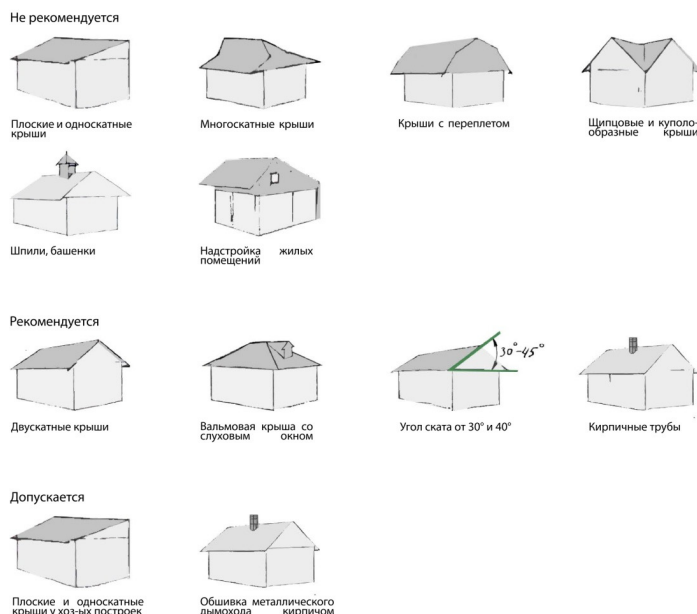 Не рекомендуется
Плоские и односкатные
крыши
Многоскатные крыши
Крыши с переплетом
Щипцовые и куполо-
образные крыши
Шпили, башенки
Надстройка жилых
помещений
Рекомендуется
30°-45°
Двускатные крыши
Вальмовая крыша со
слуховым окном
Угол ската от 30° и 40°
Кирпичные трубы
Допускается
Плоские и односкатные
крыши у хоз-ых построек
Обшивка металлического
дымохода кирпичом